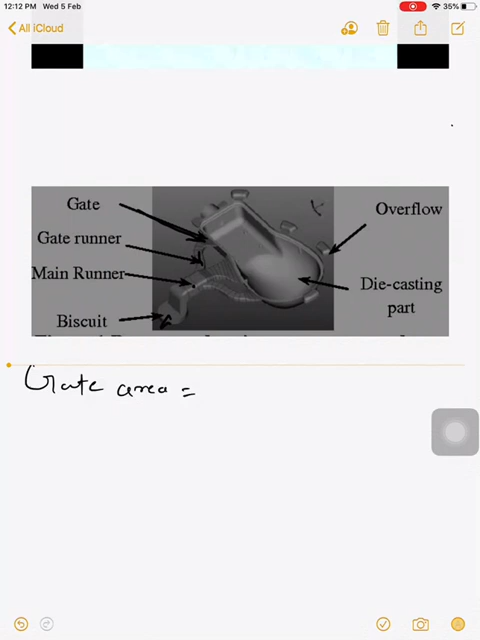 12:12 PM Wed 5 Feb
35%
All iCloud
Gate
Overflow
Gate runner
Main Runner
Die-casting
part
Biscuit
Gate area =